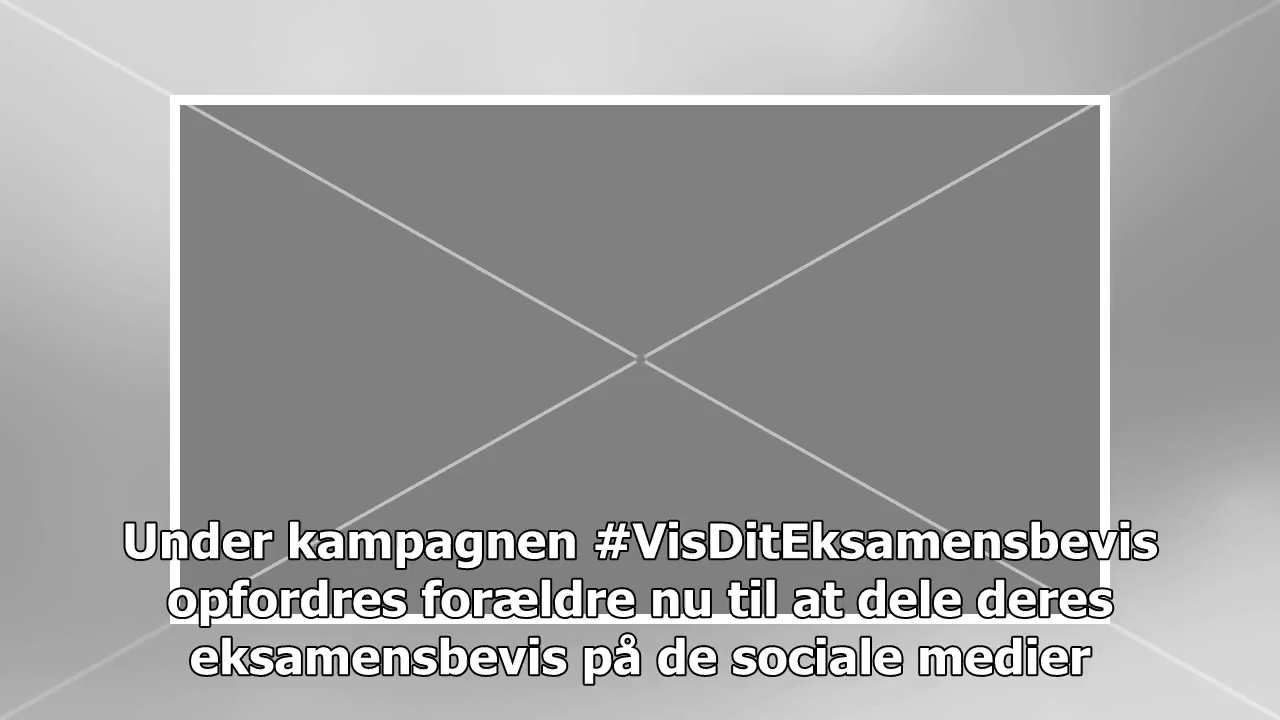 Under kampagnen #VisDitEksamensbevis
opfordres forældre nu til at dele deres
eksamensbevis på de sociale medier